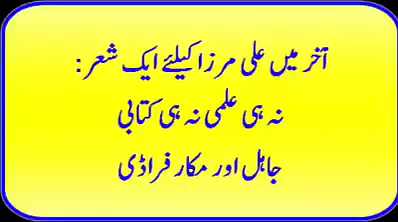 آخر میں علی مرزا کیلئے ایک شعر :
نہ ہی علمی نہ ہی کتابی
جاہل اور مکار فراڈی